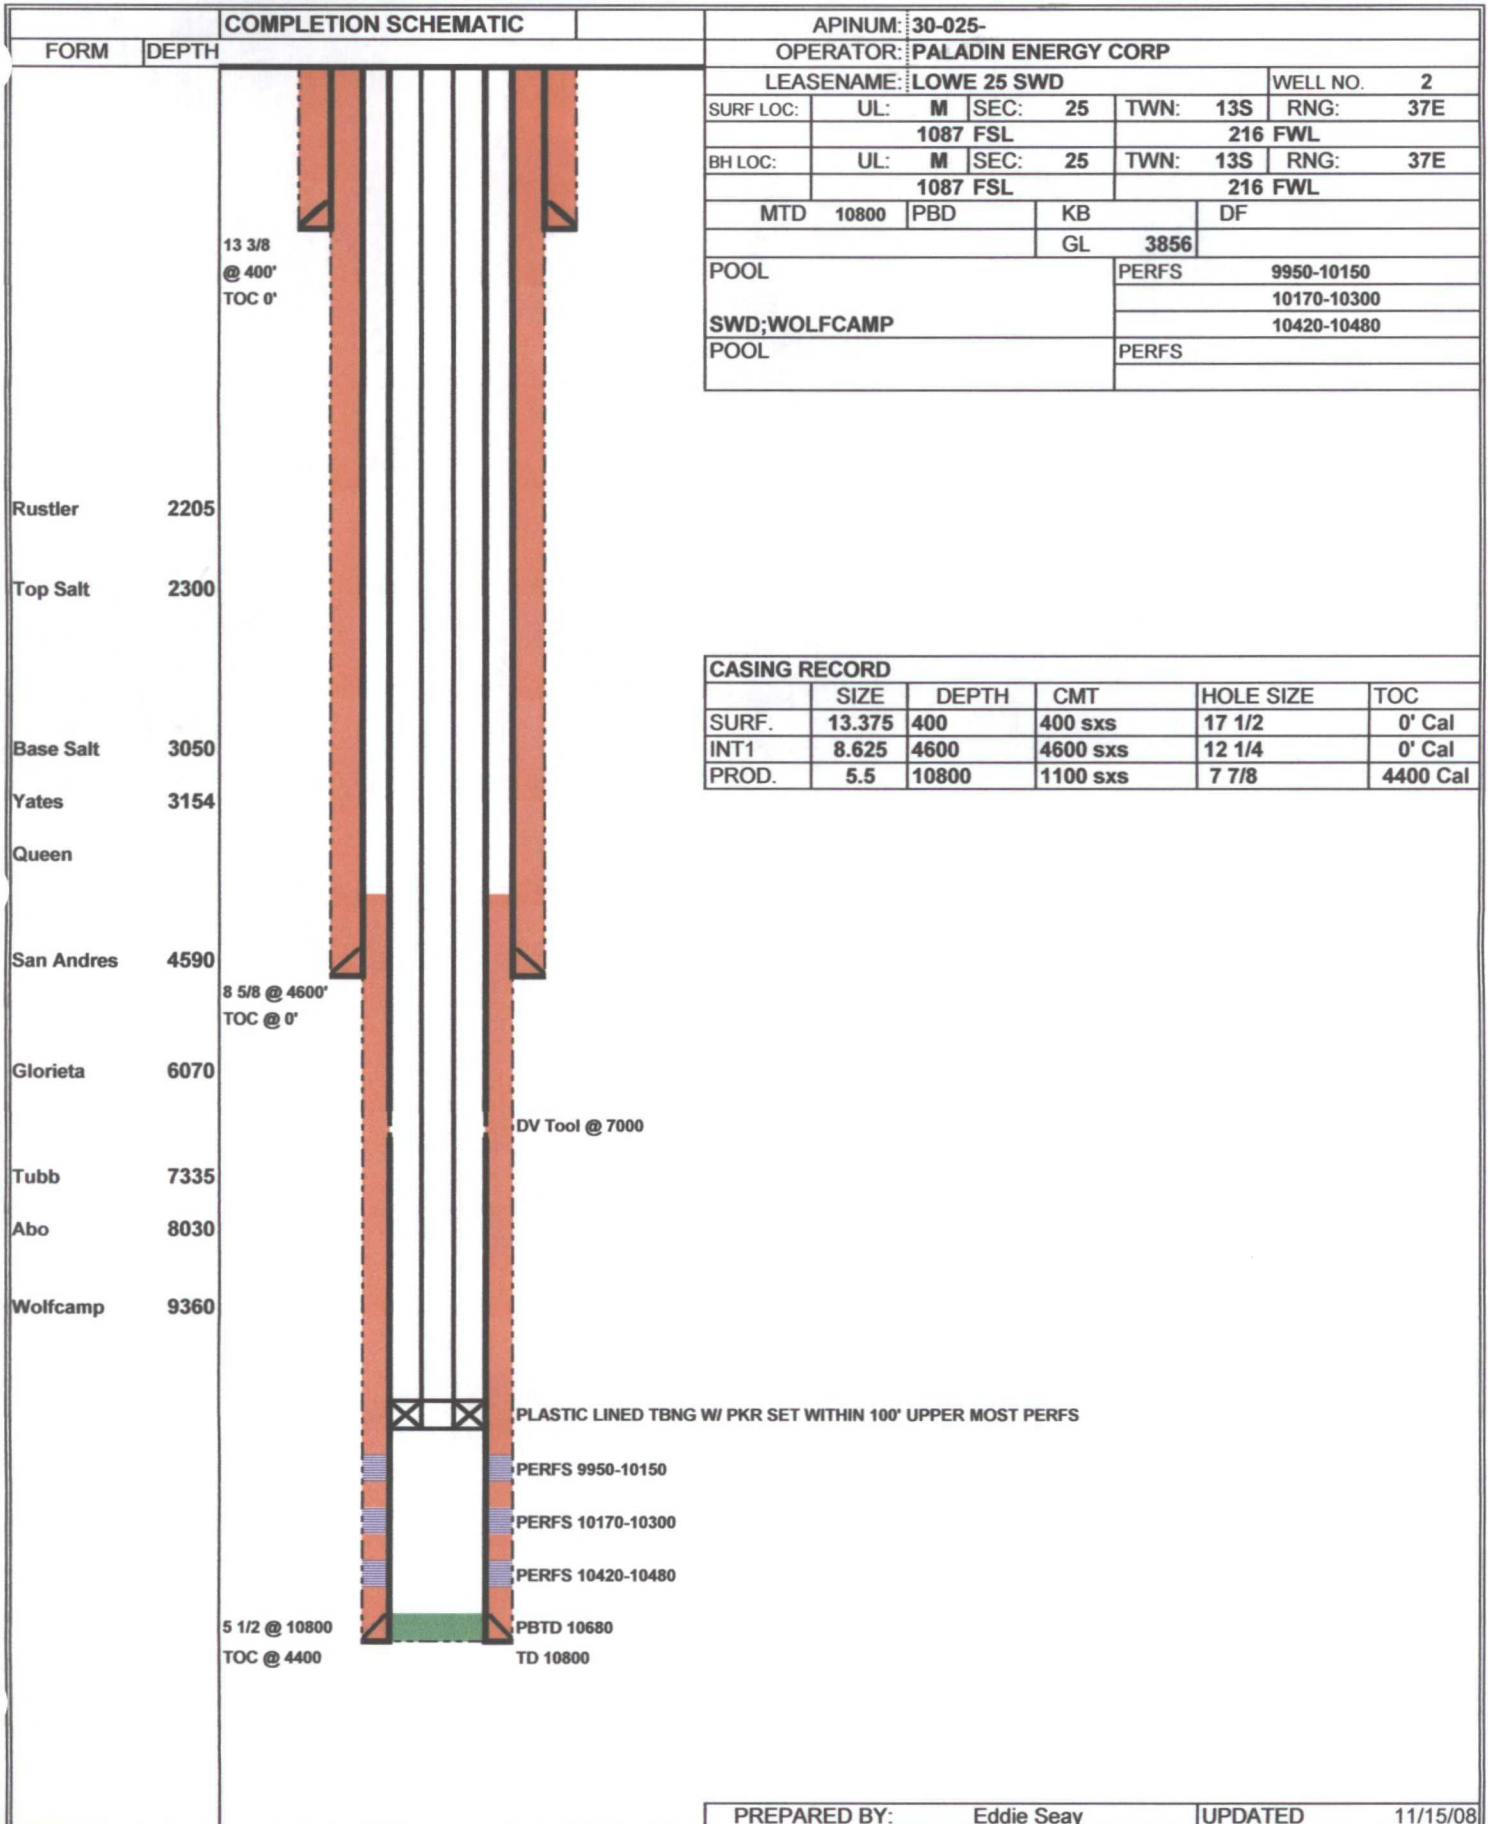 COMPLETION SCHEMATIC
FORM DEPTH
APINUM: 30-025-
OPERATOR: PALADIN ENERGY CORP
LEASENAME: LOWE 25 SWD WELL NO. 2
SURF LOC: UL: M SEC: 25 TWN: 13S RNG: 37E
1087 FSL 216 FWL
BH LOC: UL: M SEC: 25 TWN: 13S RNG: 37E
1087 FSL 216 FWL
MTD 10800 PBD KB DF
GL 3856
POOL PERFS 9950-10150
10170-10300
SWD;WOLFCAMP 10420-10480
POOL PERFS
13 3/8
@ 400'
TOC 0'
Rustler 2205
Top Salt 2300
Base Salt 3050
Yates 3154
Queen
San Andres 4590
8 5/8 @ 4600'
TOC @ 0'
Glorieta 6070
DV Tool @ 7000
Tubb 7335
Abo 8030
Wolfcamp 9360
CASING RECORD
SIZE DEPTH CMT HOLE SIZE TOC
SURF. 13.375 400 400 sxs 17 1/2 0' Cal
INT1 8.625 4600 4600 sxs 12 1/4 0' Cal
PROD. 5.5 10800 1100 sxs 7 7/8 4400 Cal
PLASTIC LINED TBNG W/ PKR SET WITHIN 100' UPPER MOST PERFS
PERFS 9950-10150
PERFS 10170-10300
PERFS 10420-10480
5 1/2 @ 10800 PBTD 10680
TOC @ 4400 TD 10800
PREPARED BY: Eddie Seay UPDATED 11/15/08